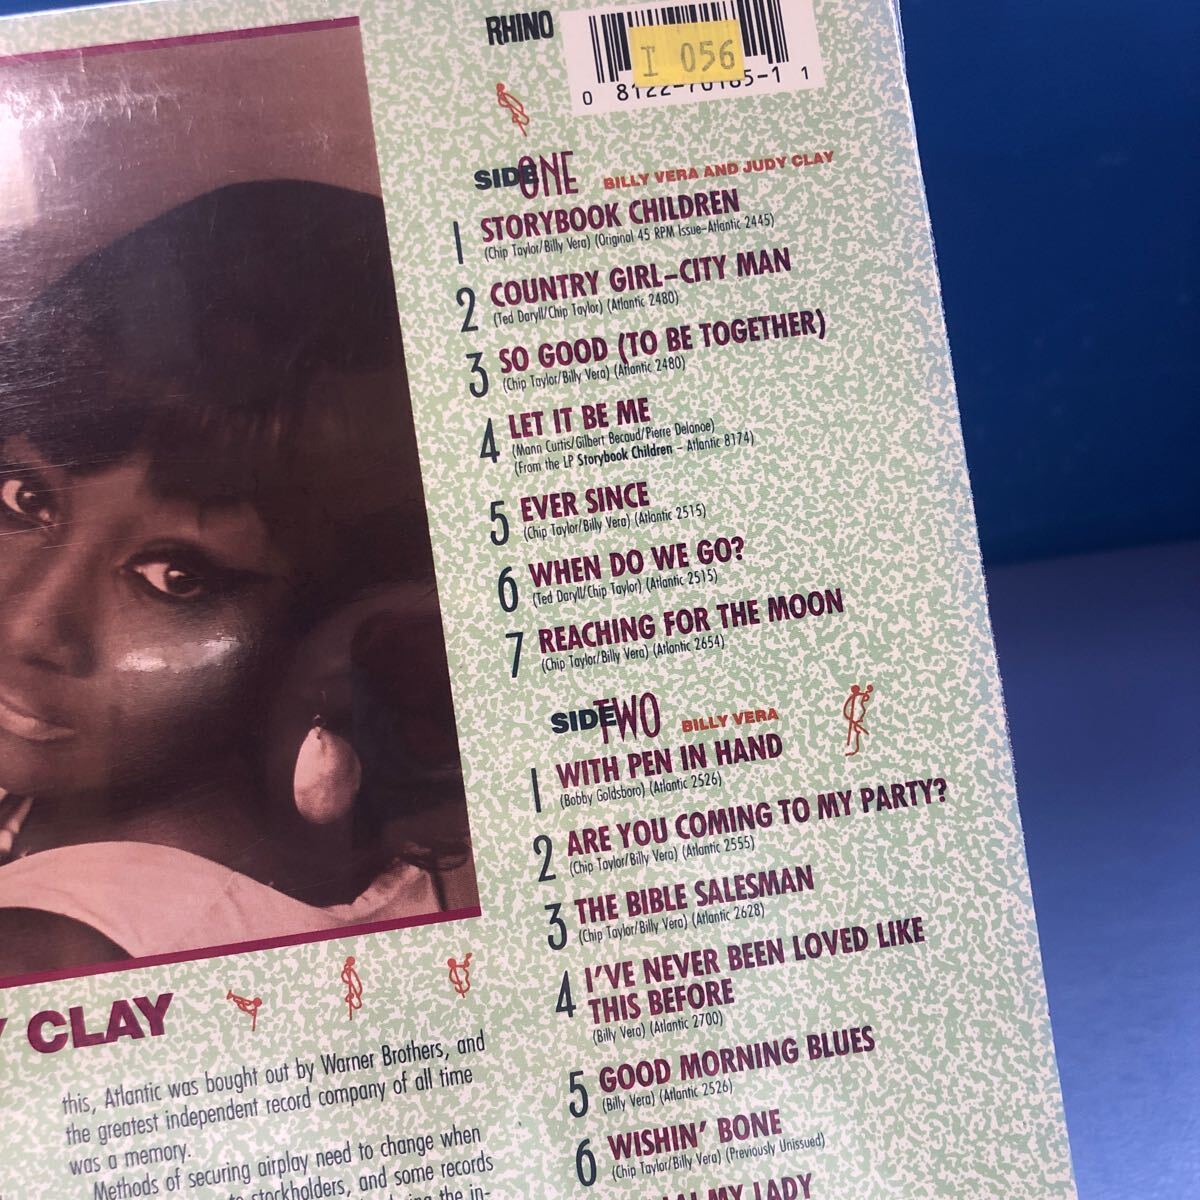 RHINO
I 056
0 8122-70185-1 1
SIDE ONE BILLY VERA AND JUDY CLAY
1 STORYBOOK CHILDREN
(Chip Taylor/Billy Vera) (Original 45 RPM Issue–Atlantic 2445)
2 COUNTRY GIRL–CITY MAN
(Ted Daryll/Chip Taylor) (Atlantic 2480)
3 SO GOOD (TO BE TOGETHER)
(Chip Taylor/Billy Vera) (Atlantic 2480)
4 LET IT BE ME
(Mann Curtis/Gilbert Becaud/Pierre Delanoe)
(From the LP Storybook Children – Atlantic 8174)
5 EVER SINCE
(Chip Taylor/Billy Vera) (Atlantic 2515)
6 WHEN DO WE GO?
(Ted Daryll/Chip Taylor) (Atlantic 2515)
7 REACHING FOR THE MOON
(Chip Taylor/Billy Vera) (Atlantic 2654)
SIDE TWO BILLY VERA
1 WITH PEN IN HAND
(Bobby Goldsboro) (Atlantic 2526)
2 ARE YOU COMING TO MY PARTY?
(Chip Taylor/Billy Vera) (Atlantic 2555)
3 THE BIBLE SALESMAN
(Chip Taylor/Billy Vera) (Atlantic 2628)
4 I'VE NEVER BEEN LOVED LIKE
THIS BEFORE
(Billy Vera) (Atlantic 2700)
5 GOOD MORNING BLUES
(Billy Vera) (Atlantic 2526)
6 WISHIN' BONE
(Chip Taylor/Billy Vera) (Previously Unissued)
MY LADY
CLAY
this, Atlantic was bought out by Warner Brothers, and
the greatest independent record company of all time
was a memory.
Methods of securing airplay need to change when
stockholders, and some records
the in-